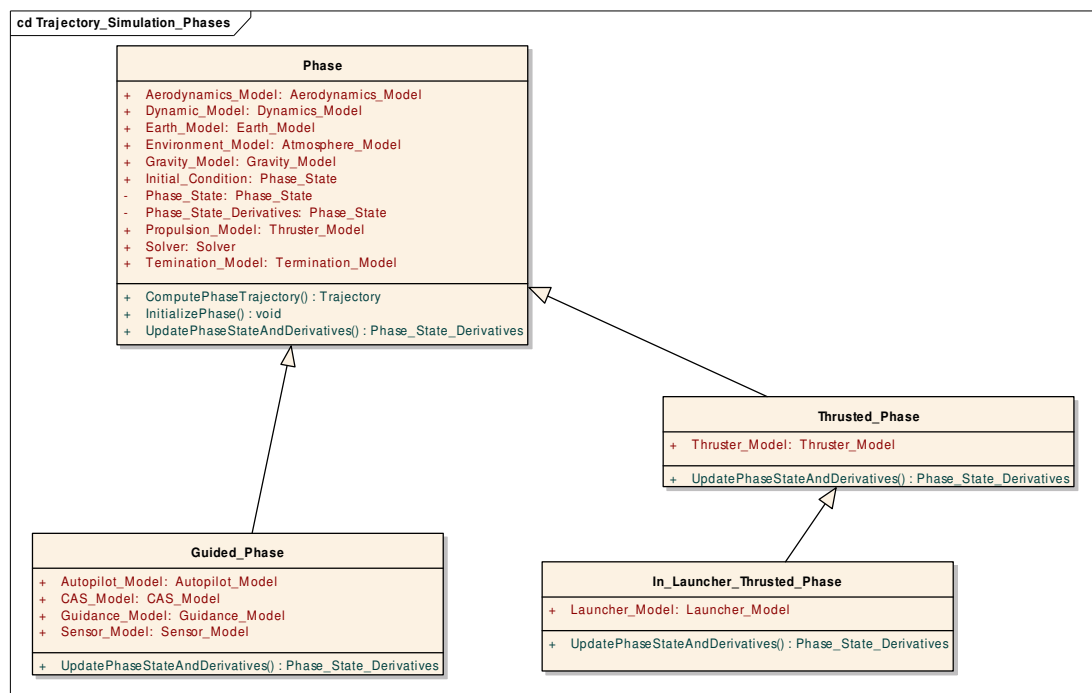 cd Trajectory_Simulation_Phases
Phase
+ Aerodynamics_Model: Aerodynamics_Model
+ Dynamic_Model: Dynamics_Model
+ Earth_Model: Earth_Model
+ Environment_Model: Atmosphere_Model
+ Gravity_Model: Gravity_Model
+ Initial_Condition: Phase_State
- Phase_State: Phase_State
- Phase_State_Derivatives: Phase_State
+ Propulsion_Model: Thruster_Model
+ Solver: Solver
+ Temination_Model: Termination_Model
+ ComputePhaseTrajectory() : Trajectory
+ InitializePhase() : void
+ UpdatePhaseStateAndDerivatives() : Phase_State_Derivatives
Thrusted_Phase
+ Thruster_Model: Thruster_Model
+ UpdatePhaseStateAndDerivatives() : Phase_State_Derivatives
Guided_Phase
+ Autopilot_Model: Autopilot_Model
+ CAS_Model: CAS_Model
+ Guidance_Model: Guidance_Model
+ Sensor_Model: Sensor_Model
+ UpdatePhaseStateAndDerivatives() : Phase_State_Derivatives
In_Launcher_Thrusted_Phase
+ Launcher_Model: Launcher_Model
+ UpdatePhaseStateAndDerivatives() : Phase_State_Derivatives